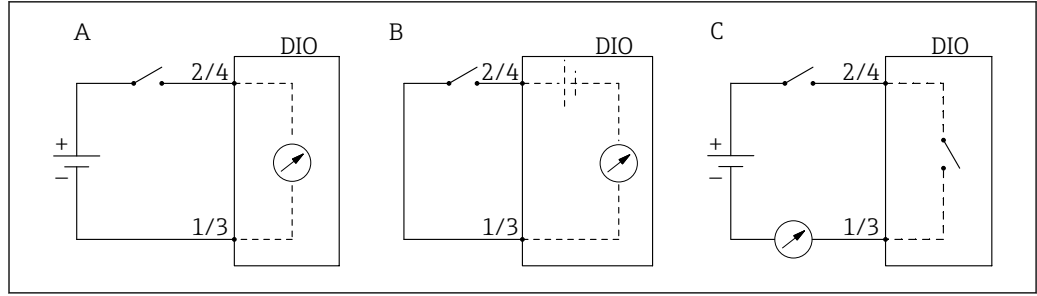 A B C
DIO DIO DIO
2/4 2/4 2/4
+ +
– –
1/3 1/3 1/3